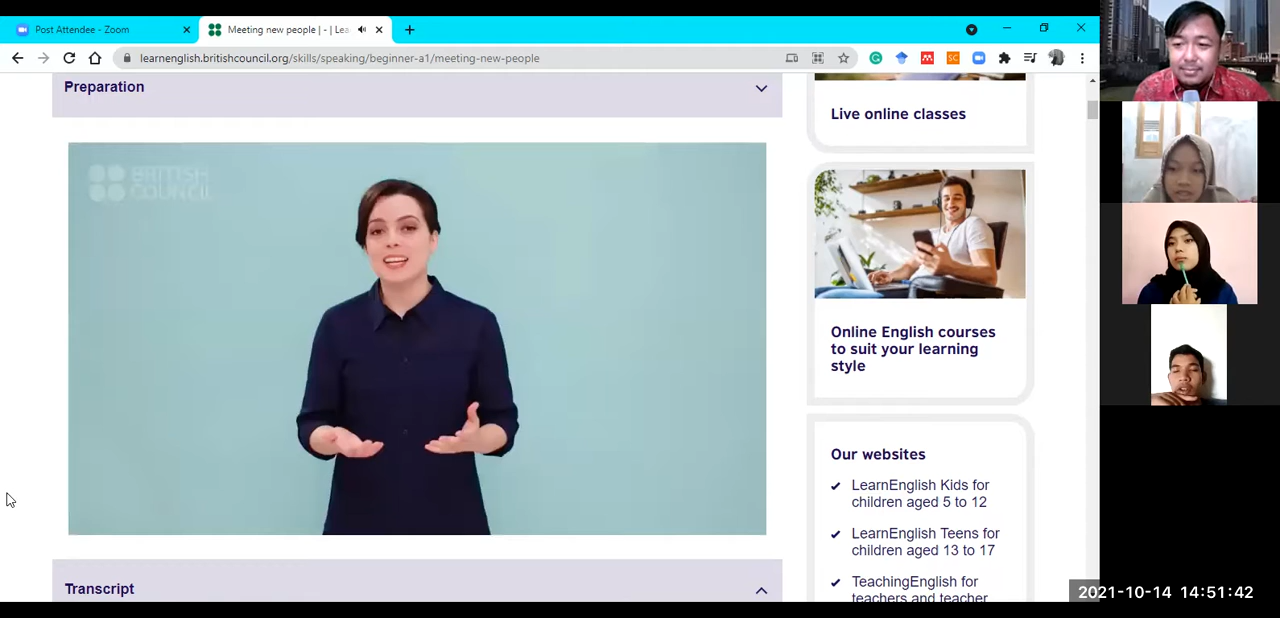 Post Attendee - Zoom
Meeting new people | - | Lea
learnenglish.britishcouncil.org/skills/speaking/beginner-a1/meeting-new-people
Preparation
BRITISH
COUNCIL
Transcript
Live online classes
Online English courses
to suit your learning
style
Our websites
LearnEnglish Kids for
children aged 5 to 12
LearnEnglish Teens for
children aged 13 to 17
TeachingEnglish for
teachers and teacher
2021-10-14 14:51:42